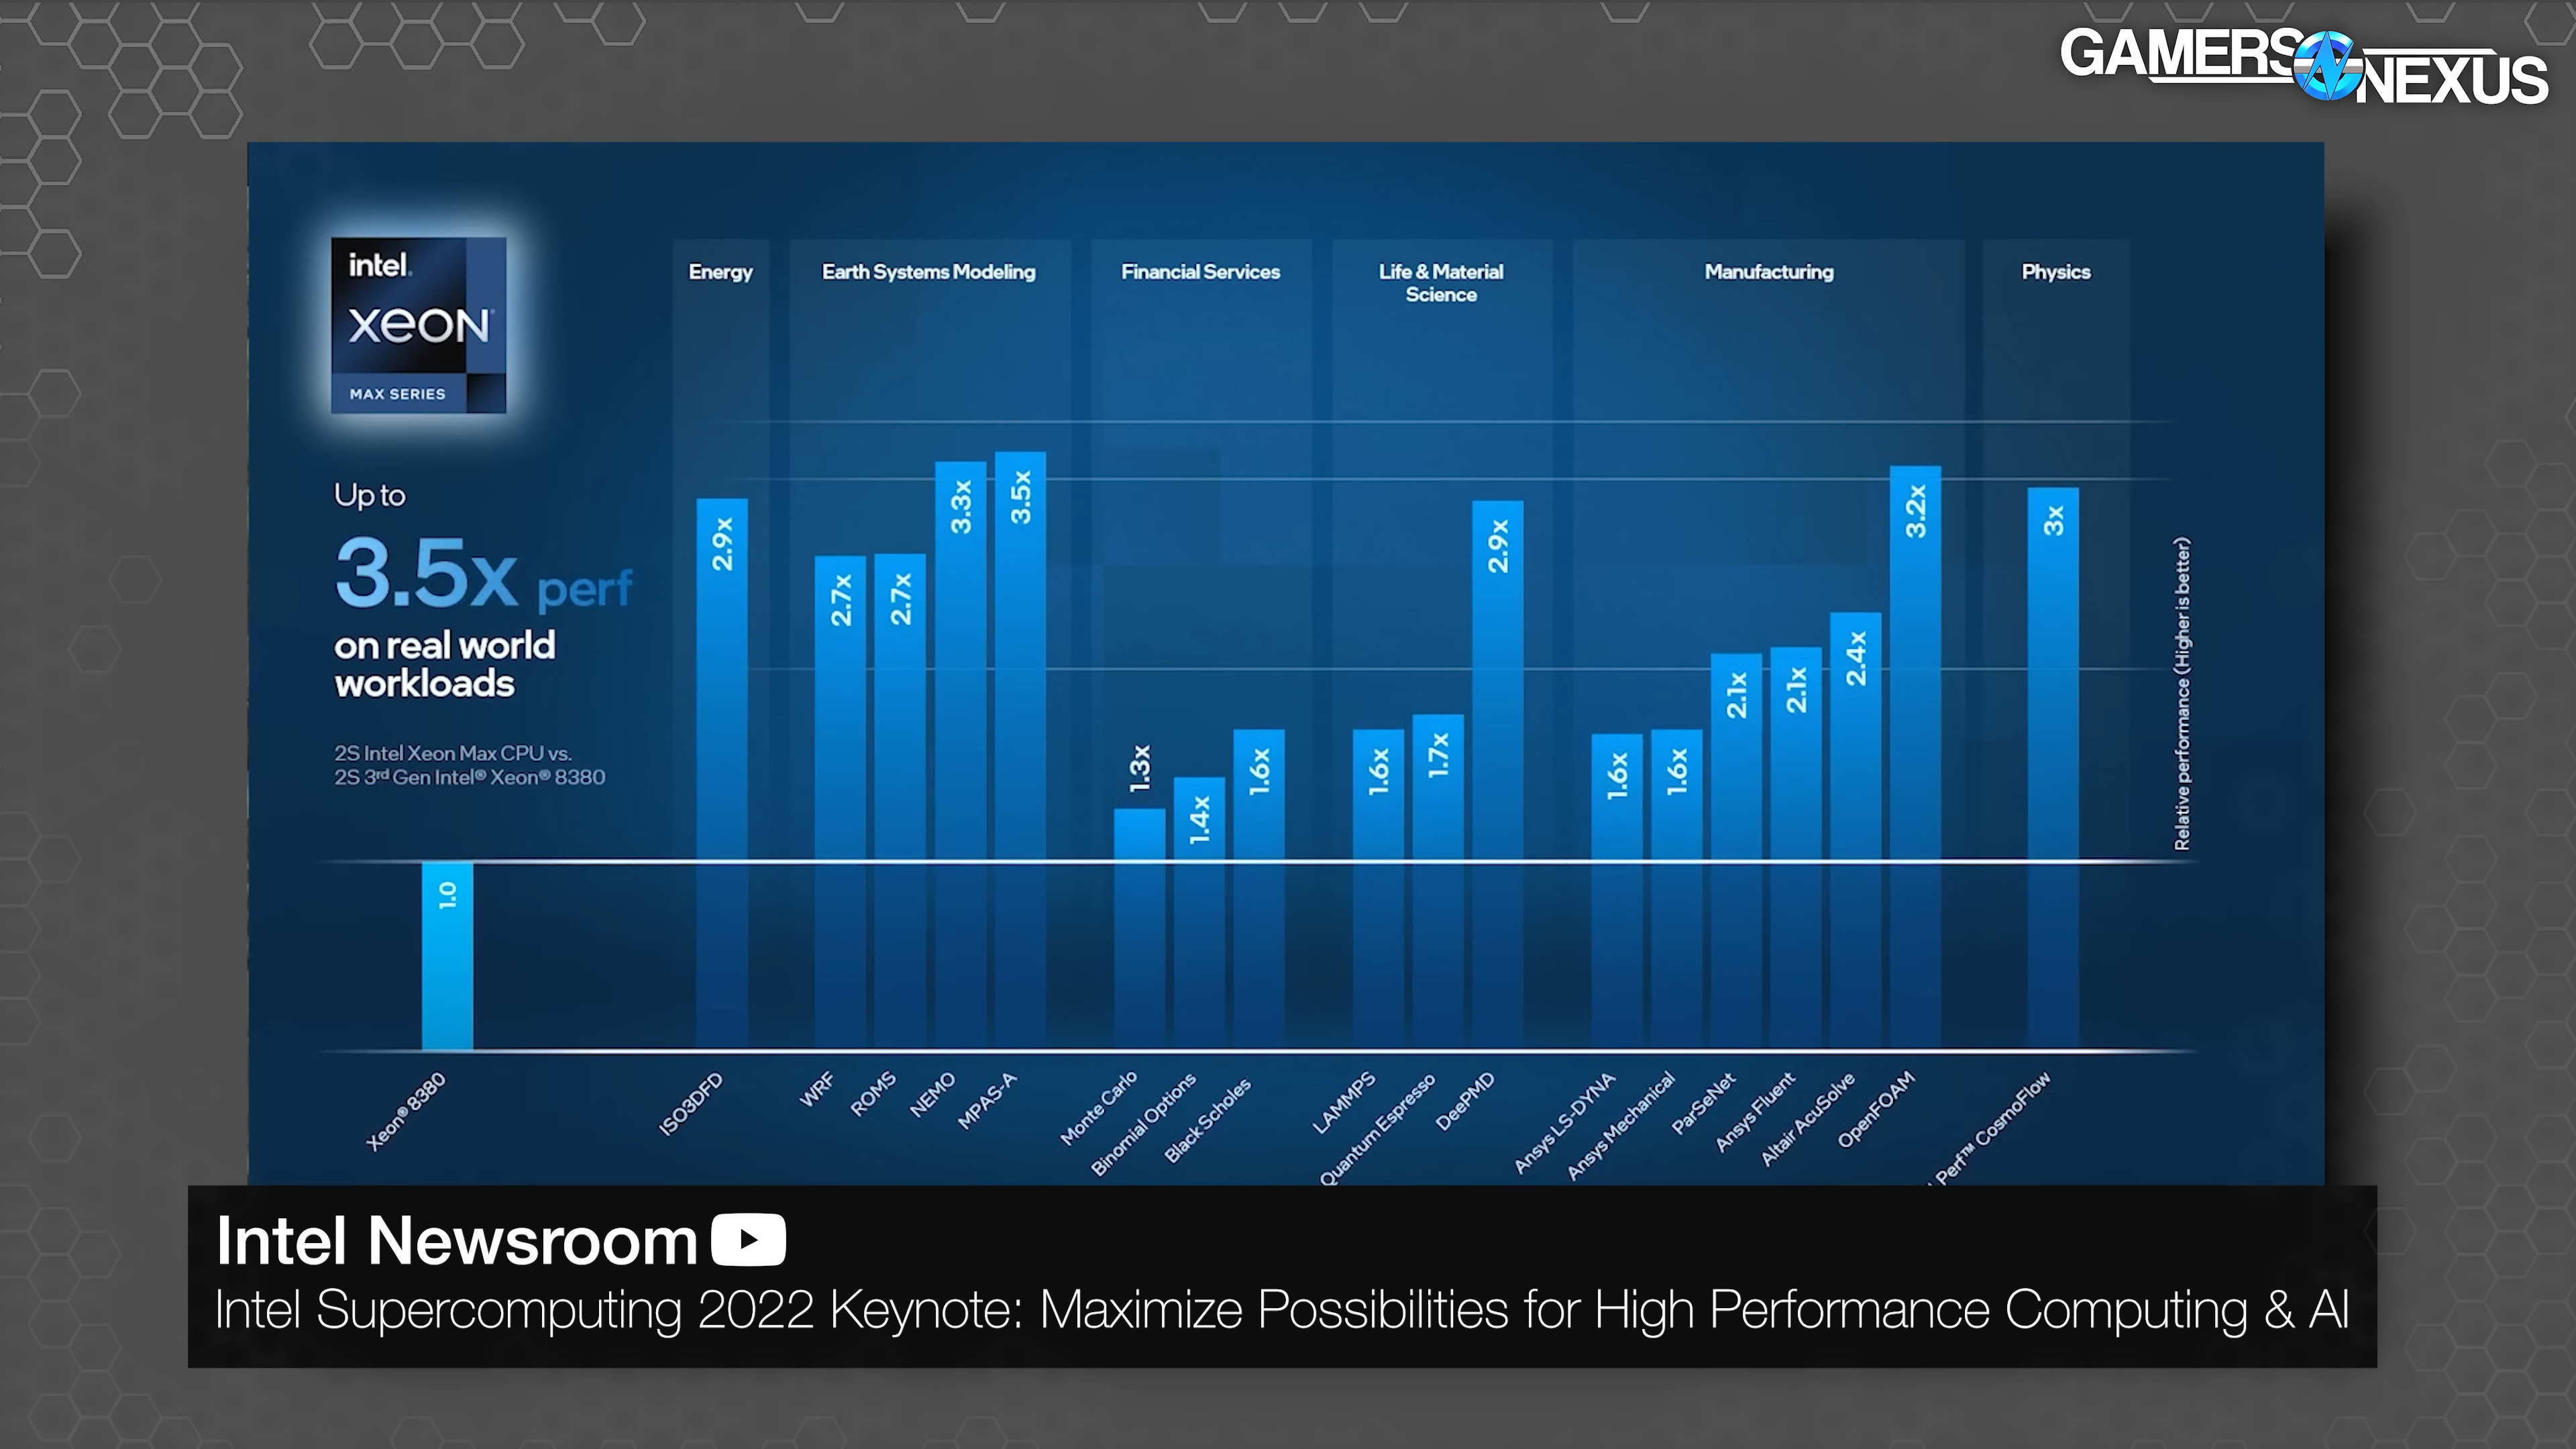 GAMERS NEXUS
intel.
xeon
MAX SERIES
Up to
3.5x perf
on real world
workloads
2S Intel Xeon Max CPU vs.
2S 3rd Gen Intel® Xeon® 8380
Energy
Earth Systems Modeling
Financial Services
Life & Material
Science
Manufacturing
Physics
1.0
2.9x
2.7x
2.7x
3.3x
3.5x
1.3x
1.4x
1.6x
1.6x
1.7x
2.9x
1.6x
1.6x
2.1x
2.1x
2.4x
3.2x
3x
Relative performance (Higher is better)
Xeon® 8380
ISO3DFD
WRF
ROMS
NEMO
MPAS-A
Monte Carlo
Binomial Options
Black Scholes
LAMMPS
Quantum Espresso
DeePMD
Ansys LS-DYNA
Ansys Mechanical
ParSeNet
Ansys Fluent
Altair AcuSolve
OpenFOAM
Perf™ CosmoFlow
Intel Newsroom
Intel Supercomputing 2022 Keynote: Maximize Possibilities for High Performance Computing & AI